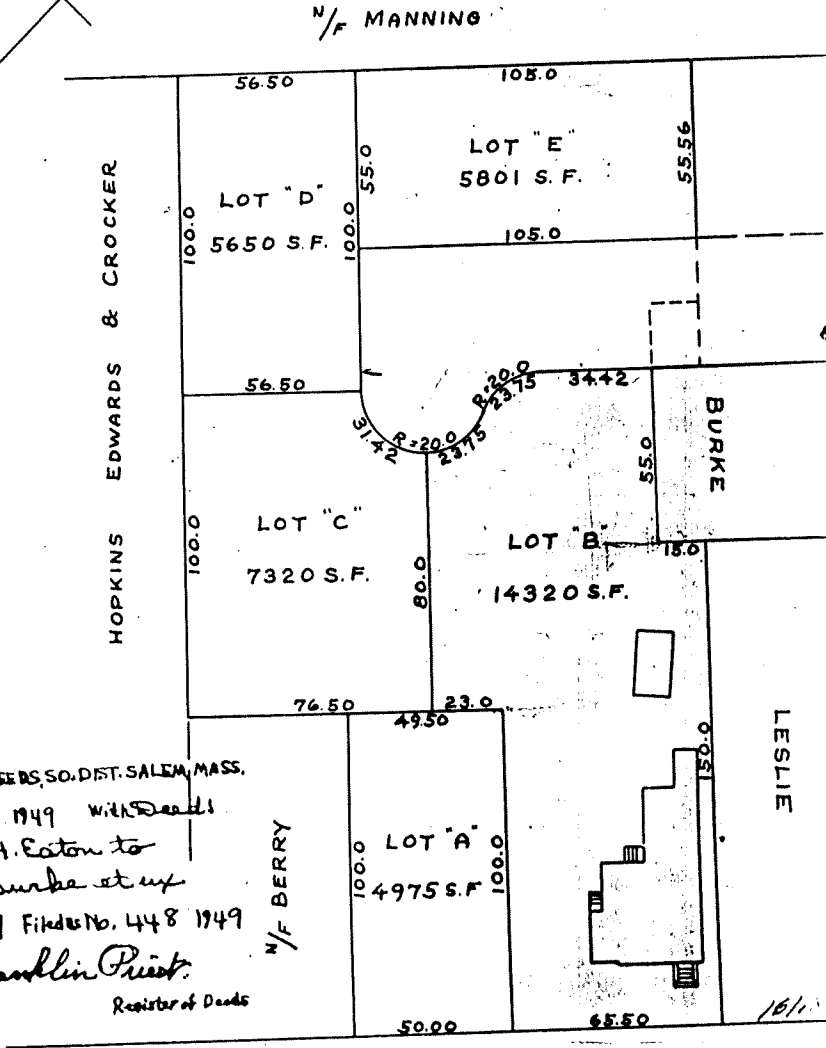 N/F MANNING
56.50
105.0
LOT "E"
5801 S.F.
55.0
55.56
LOT "D"
5650 S.F.
100.0
100.0
105.0
HOPKINS EDWARDS & CROCKER
56.50
R=20.0
23.75
34.42
31.42
R=20.0
23.75
BURKE
55.0
LOT "C"
7320 S.F.
100.0
80.0
LOT "B"
15.0
14320 S.F.
76.50
23.0
49.50
LESLIE
150.0
SO. DIST. SALEM, MASS.
1949 with Deeds
Eaton to
et ux
Filed as No. 448 1949
Franklin Priest
Register of Deeds
N/F BERRY
LOT "A"
4975 S.F
100.0
100.0
50.00
65.50